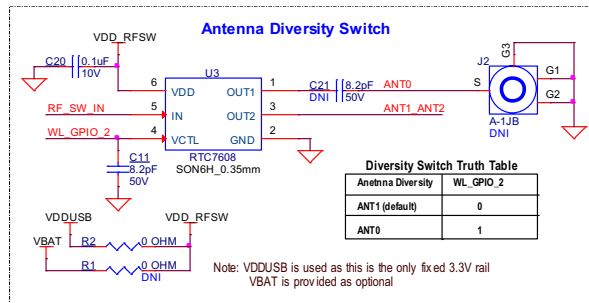 Antenna Diversity Switch
VDD_RFSW
C20
0.1uF
10V
U3
6
VDD
OUT1
1
5
IN
OUT2
3
4
VCTL
GND
2
RTC7608
SON6H_0.35mm
RF_SW_IN
WL_GPIO_2
C11
8.2pF
50V
C21
8.2pF
DNI
50V
ANT0
ANT1_ANT2
J2
G3
S
G1
G2
A-1JB
DNI
Diversity Switch Truth Table
Anetnna Diversity WL_GPIO_2
ANT1 (default) 0
ANT0 1
VDDUSB
VDD_RFSW
VBAT
R2
0 OHM
R1
0 OHM
DNI
Note: VDDUSB is used as this is the only fixed 3.3V rail
VBAT is provided as optional